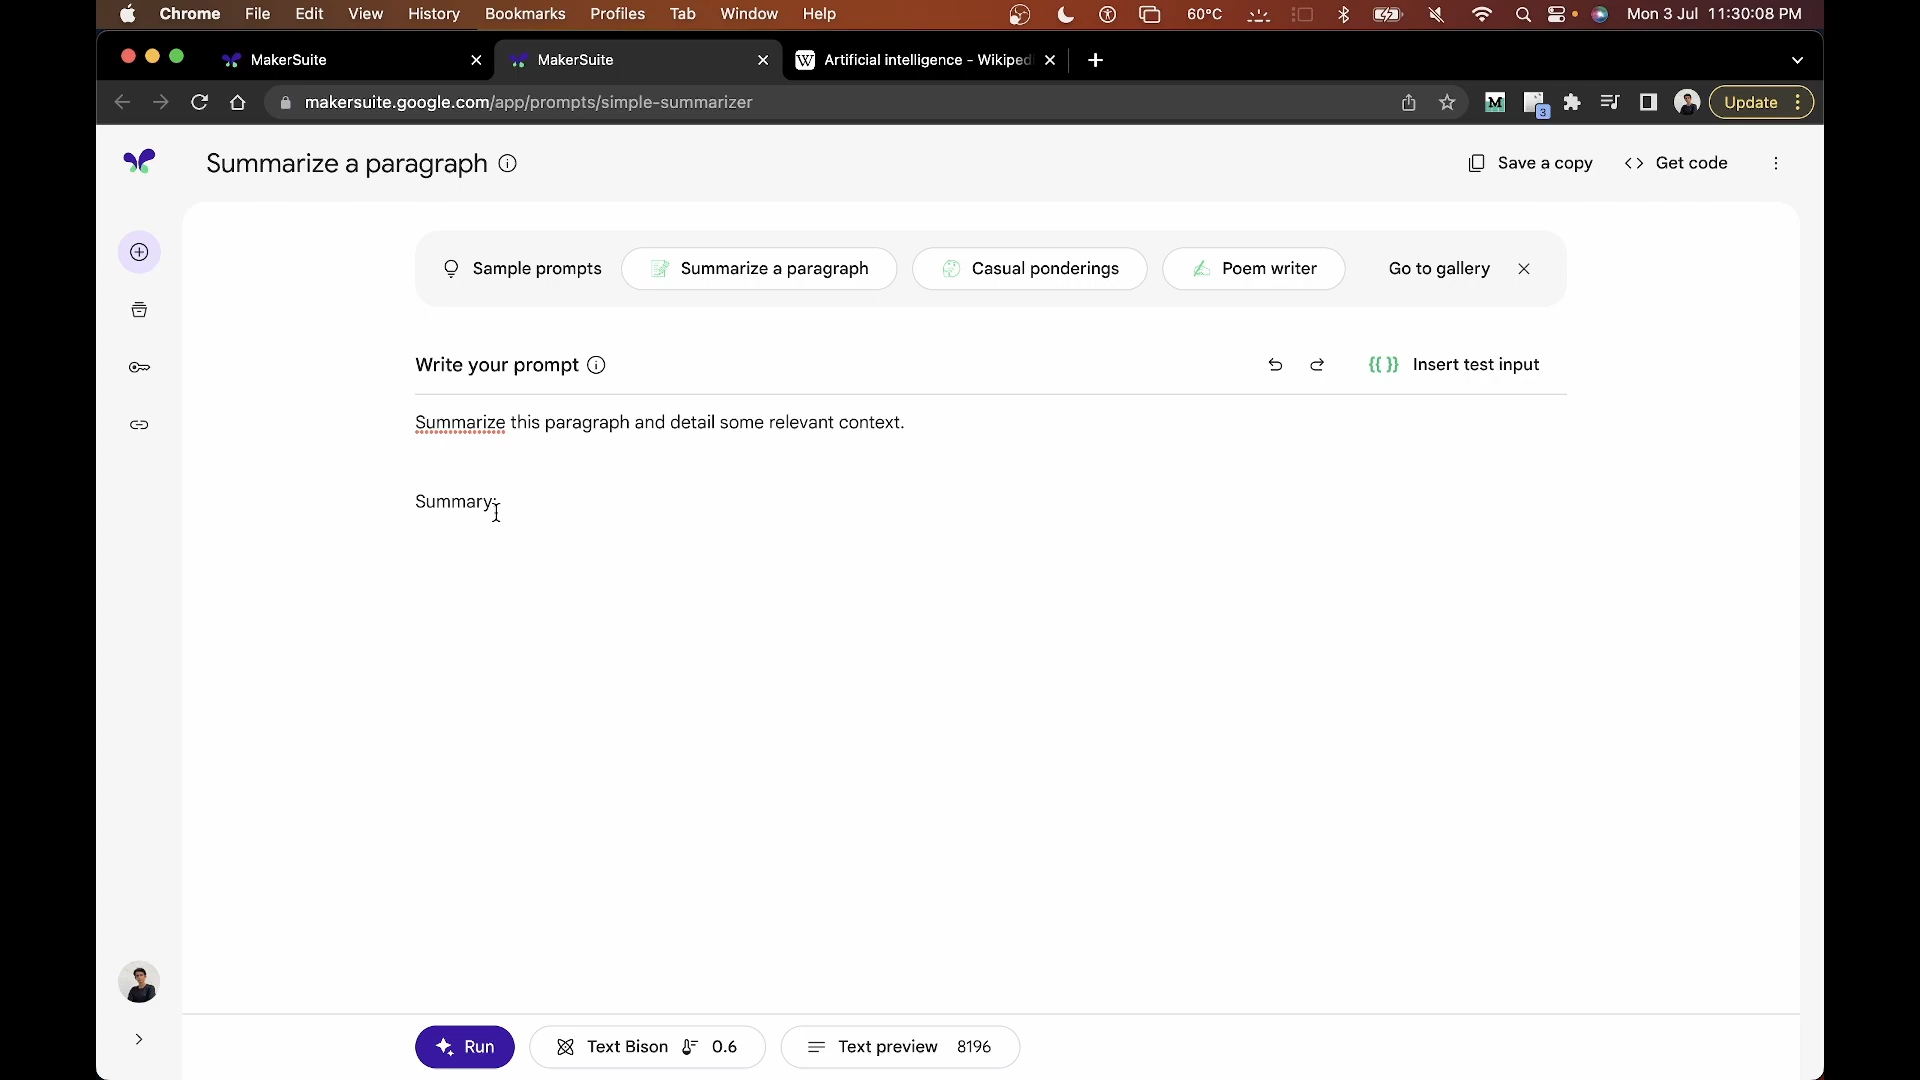 Chrome File Edit View History Bookmarks Profiles Tab Window Help 60°C Mon 3 Jul 11:30:08 PM
MakerSuite MakerSuite W Artificial intelligence - Wikiped
makersuite.google.com/app/prompts/simple-summarizer M 3 Update
Summarize a paragraph Save a copy Get code
Sample prompts Summarize a paragraph Casual ponderings Poem writer Go to gallery
Write your prompt {{ }} Insert test input
Summarize this paragraph and detail some relevant context.
Summary:
Run Text Bison 0.6 Text preview 8196